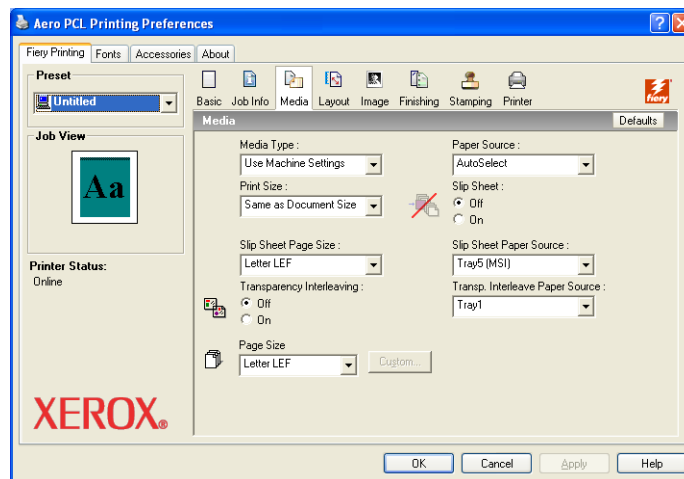 Aero PCL Printing Preferences
Fiery Printing Fonts Accessories About
Preset
Untitled
Job View
Aa
Printer Status:
Online
XEROX®
Basic Job Info Media Layout Image Finishing Stamping Printer
fiery
Media Defaults
Media Type : Paper Source :
Use Machine Settings AutoSelect
Print Size : Slip Sheet :
Same as Document Size Off
On
Slip Sheet Page Size : Slip Sheet Paper Source :
Letter LEF Tray5 (MSI)
Transparency Interleaving : Transp. Interleave Paper Source :
Off Tray1
On
Page Size
Letter LEF Custom...
OK Cancel Apply Help